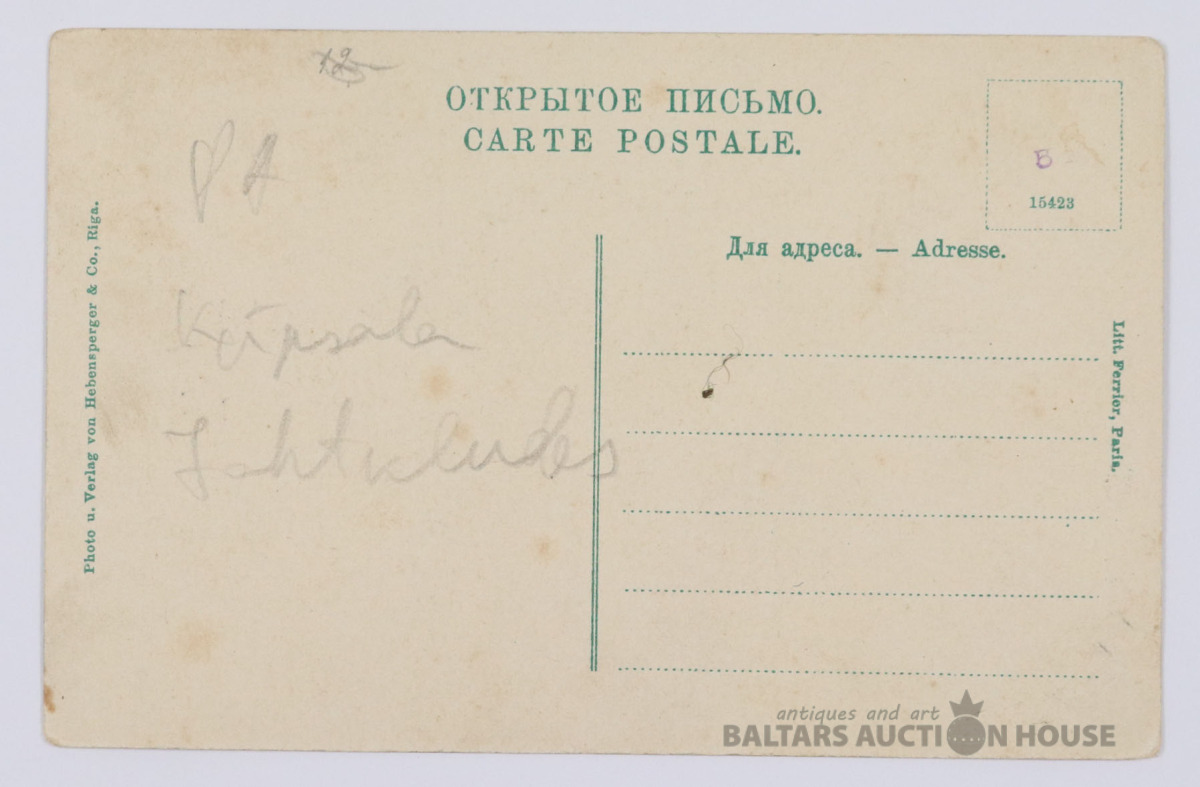 ОТКРЫТОЕ ПИСЬМО.
CARTE POSTALE.
В
15423
Для адреса. — Adresse.
Photo u. Verlag von Hebensperger & Co., Riga.
Ķīpsala
Litt. Ferrier, Paris.
antiques and art
BALTARS AUCTION HOUSE